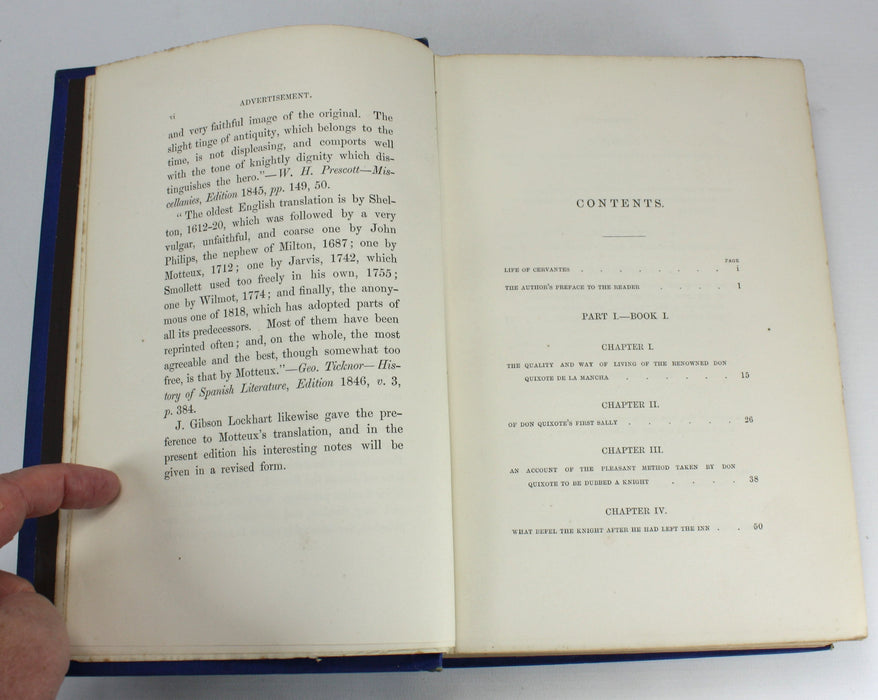 vi
ADVERTISEMENT.
and very faithful image of the original. The
slight tinge of antiquity, which belongs to the
time, is not displeasing, and comports well
with the tone of knightly dignity which dis-
tinguishes the hero."—W. H. Prescott—Mis-
cellanies, Edition 1845, pp. 149, 50.
"The oldest English translation is by Shel-
ton, 1612-20, which was followed by a very
vulgar, unfaithful, and coarse one by John
Philips, the nephew of Milton, 1687; one by
Motteux, 1712; one by Jarvis, 1742, which
Smollett used too freely in his own, 1755;
one by Wilmot, 1774; and finally, the anony-
mous one of 1818, which has adopted parts of
all its predecessors. Most of them have been
reprinted often; and, on the whole, the most
agreeable and the best, though somewhat too
free, is that by Motteux."—Geo. Ticknor—His-
tory of Spanish Literature, Edition 1846, v. 3,
p. 384.
J. Gibson Lockhart likewise gave the pre-
ference to Motteux's translation, and in the
present edition his interesting notes will be
given in a revised form.
CONTENTS.
PAGE
LIFE OF CERVANTES . . . . . . . . i
THE AUTHOR'S PREFACE TO THE READER . . . . 1
PART I.—BOOK I.
CHAPTER I.
THE QUALITY AND WAY OF LIVING OF THE RENOWNED DON
QUIXOTE DE LA MANCHA . . . . . . 15
CHAPTER II.
OF DON QUIXOTE'S FIRST SALLY . . . . . . 26
CHAPTER III.
AN ACCOUNT OF THE PLEASANT METHOD TAKEN BY DON
QUIXOTE TO BE DUBBED A KNIGHT . . . . 38
CHAPTER IV.
WHAT BEFEL THE KNIGHT AFTER HE HAD LEFT THE INN . . 50